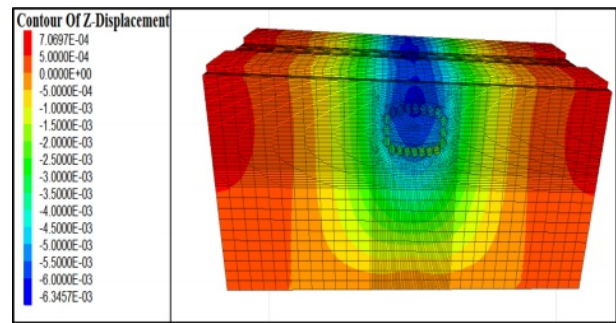 Contour Of Z-Displacement
7.0697E-04
5.0000E-04
0.0000E+00
-5.0000E-04
-1.0000E-03
-1.5000E-03
-2.0000E-03
-2.5000E-03
-3.0000E-03
-3.5000E-03
-4.0000E-03
-4.5000E-03
-5.0000E-03
-5.5000E-03
-6.0000E-03
-6.3457E-03